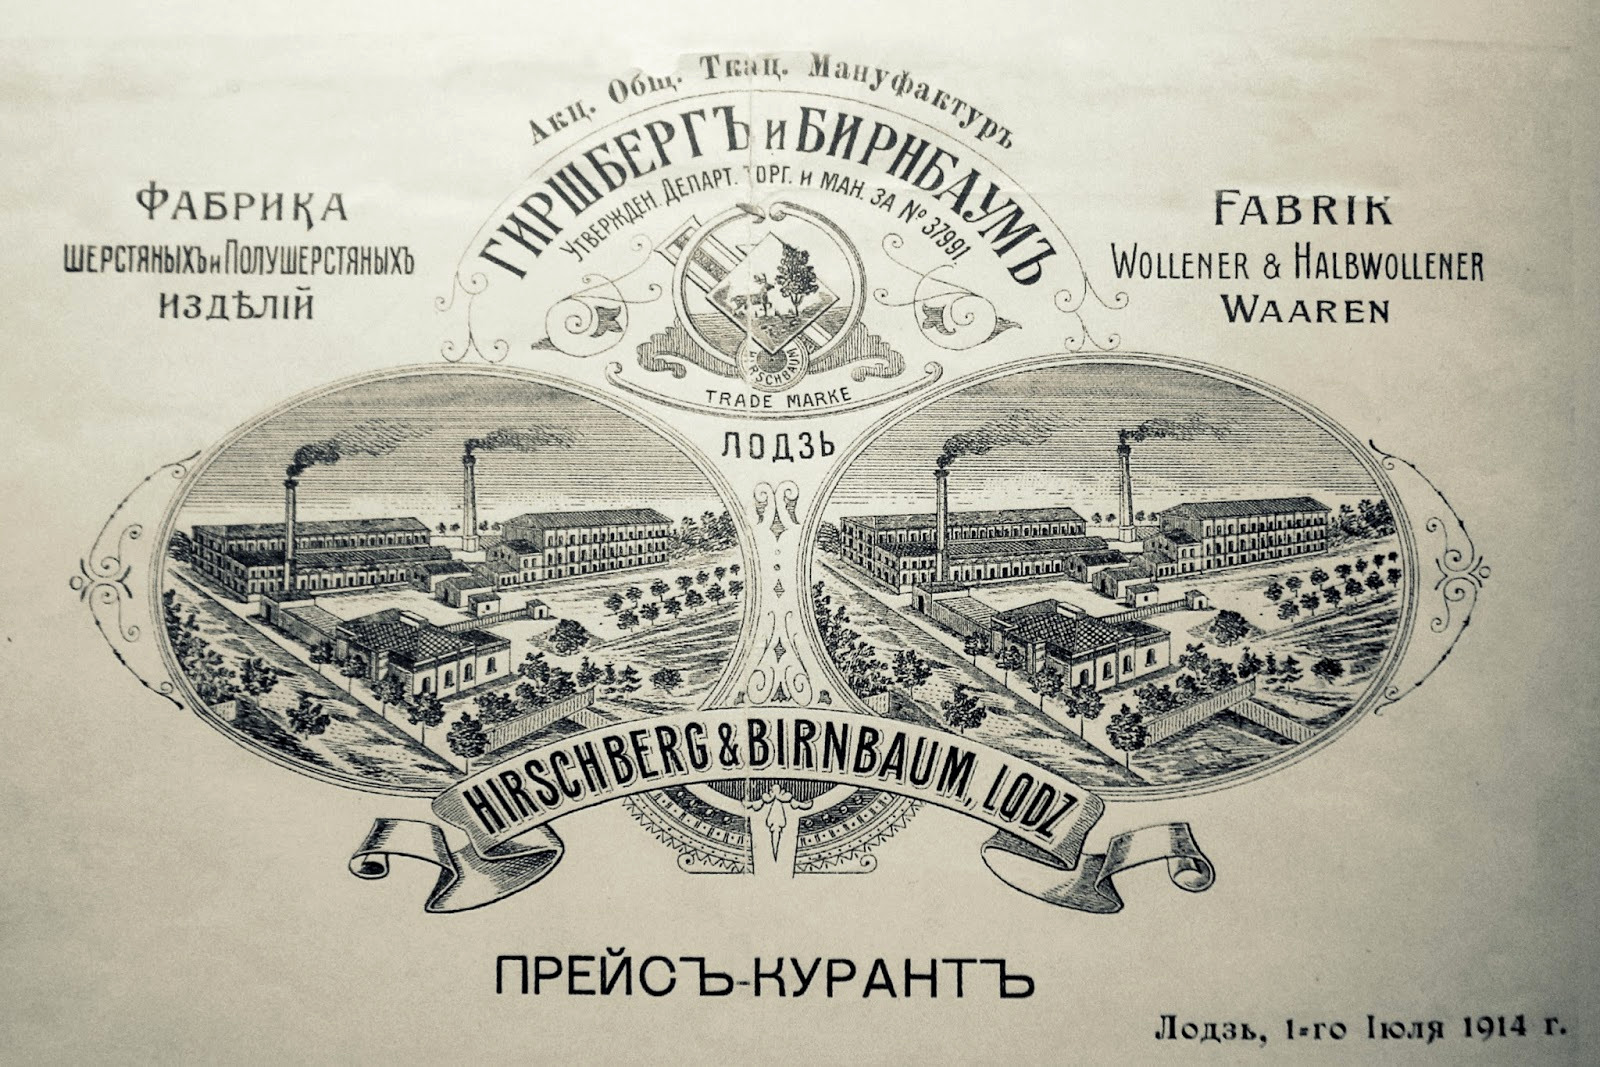 Акц. Общ. Ткац. Мануфактуръ
ГИРШБЕРГЪ и БИРНБАУМЪ
УТВЕРЖДЕН. ДЕПАРТ. ТОРГ. И МАН. ЗА № 37991.
ФАБРИКА
ШЕРСТЯНЫХЪ и ПОЛУШЕРСТЯНЫХЪ
ИЗДѢЛІЙ
FABRIK
WOLLENER & HALBWOLLENER
WAAREN
HIRSCHBAUM
TRADE MARKE
ЛОДЗЬ
HIRSCHBERG & BIRNBAUM, LODZ
ПРЕЙСЪ-КУРАНТЪ
Лодзь, 1-го Іюля 1914 г.